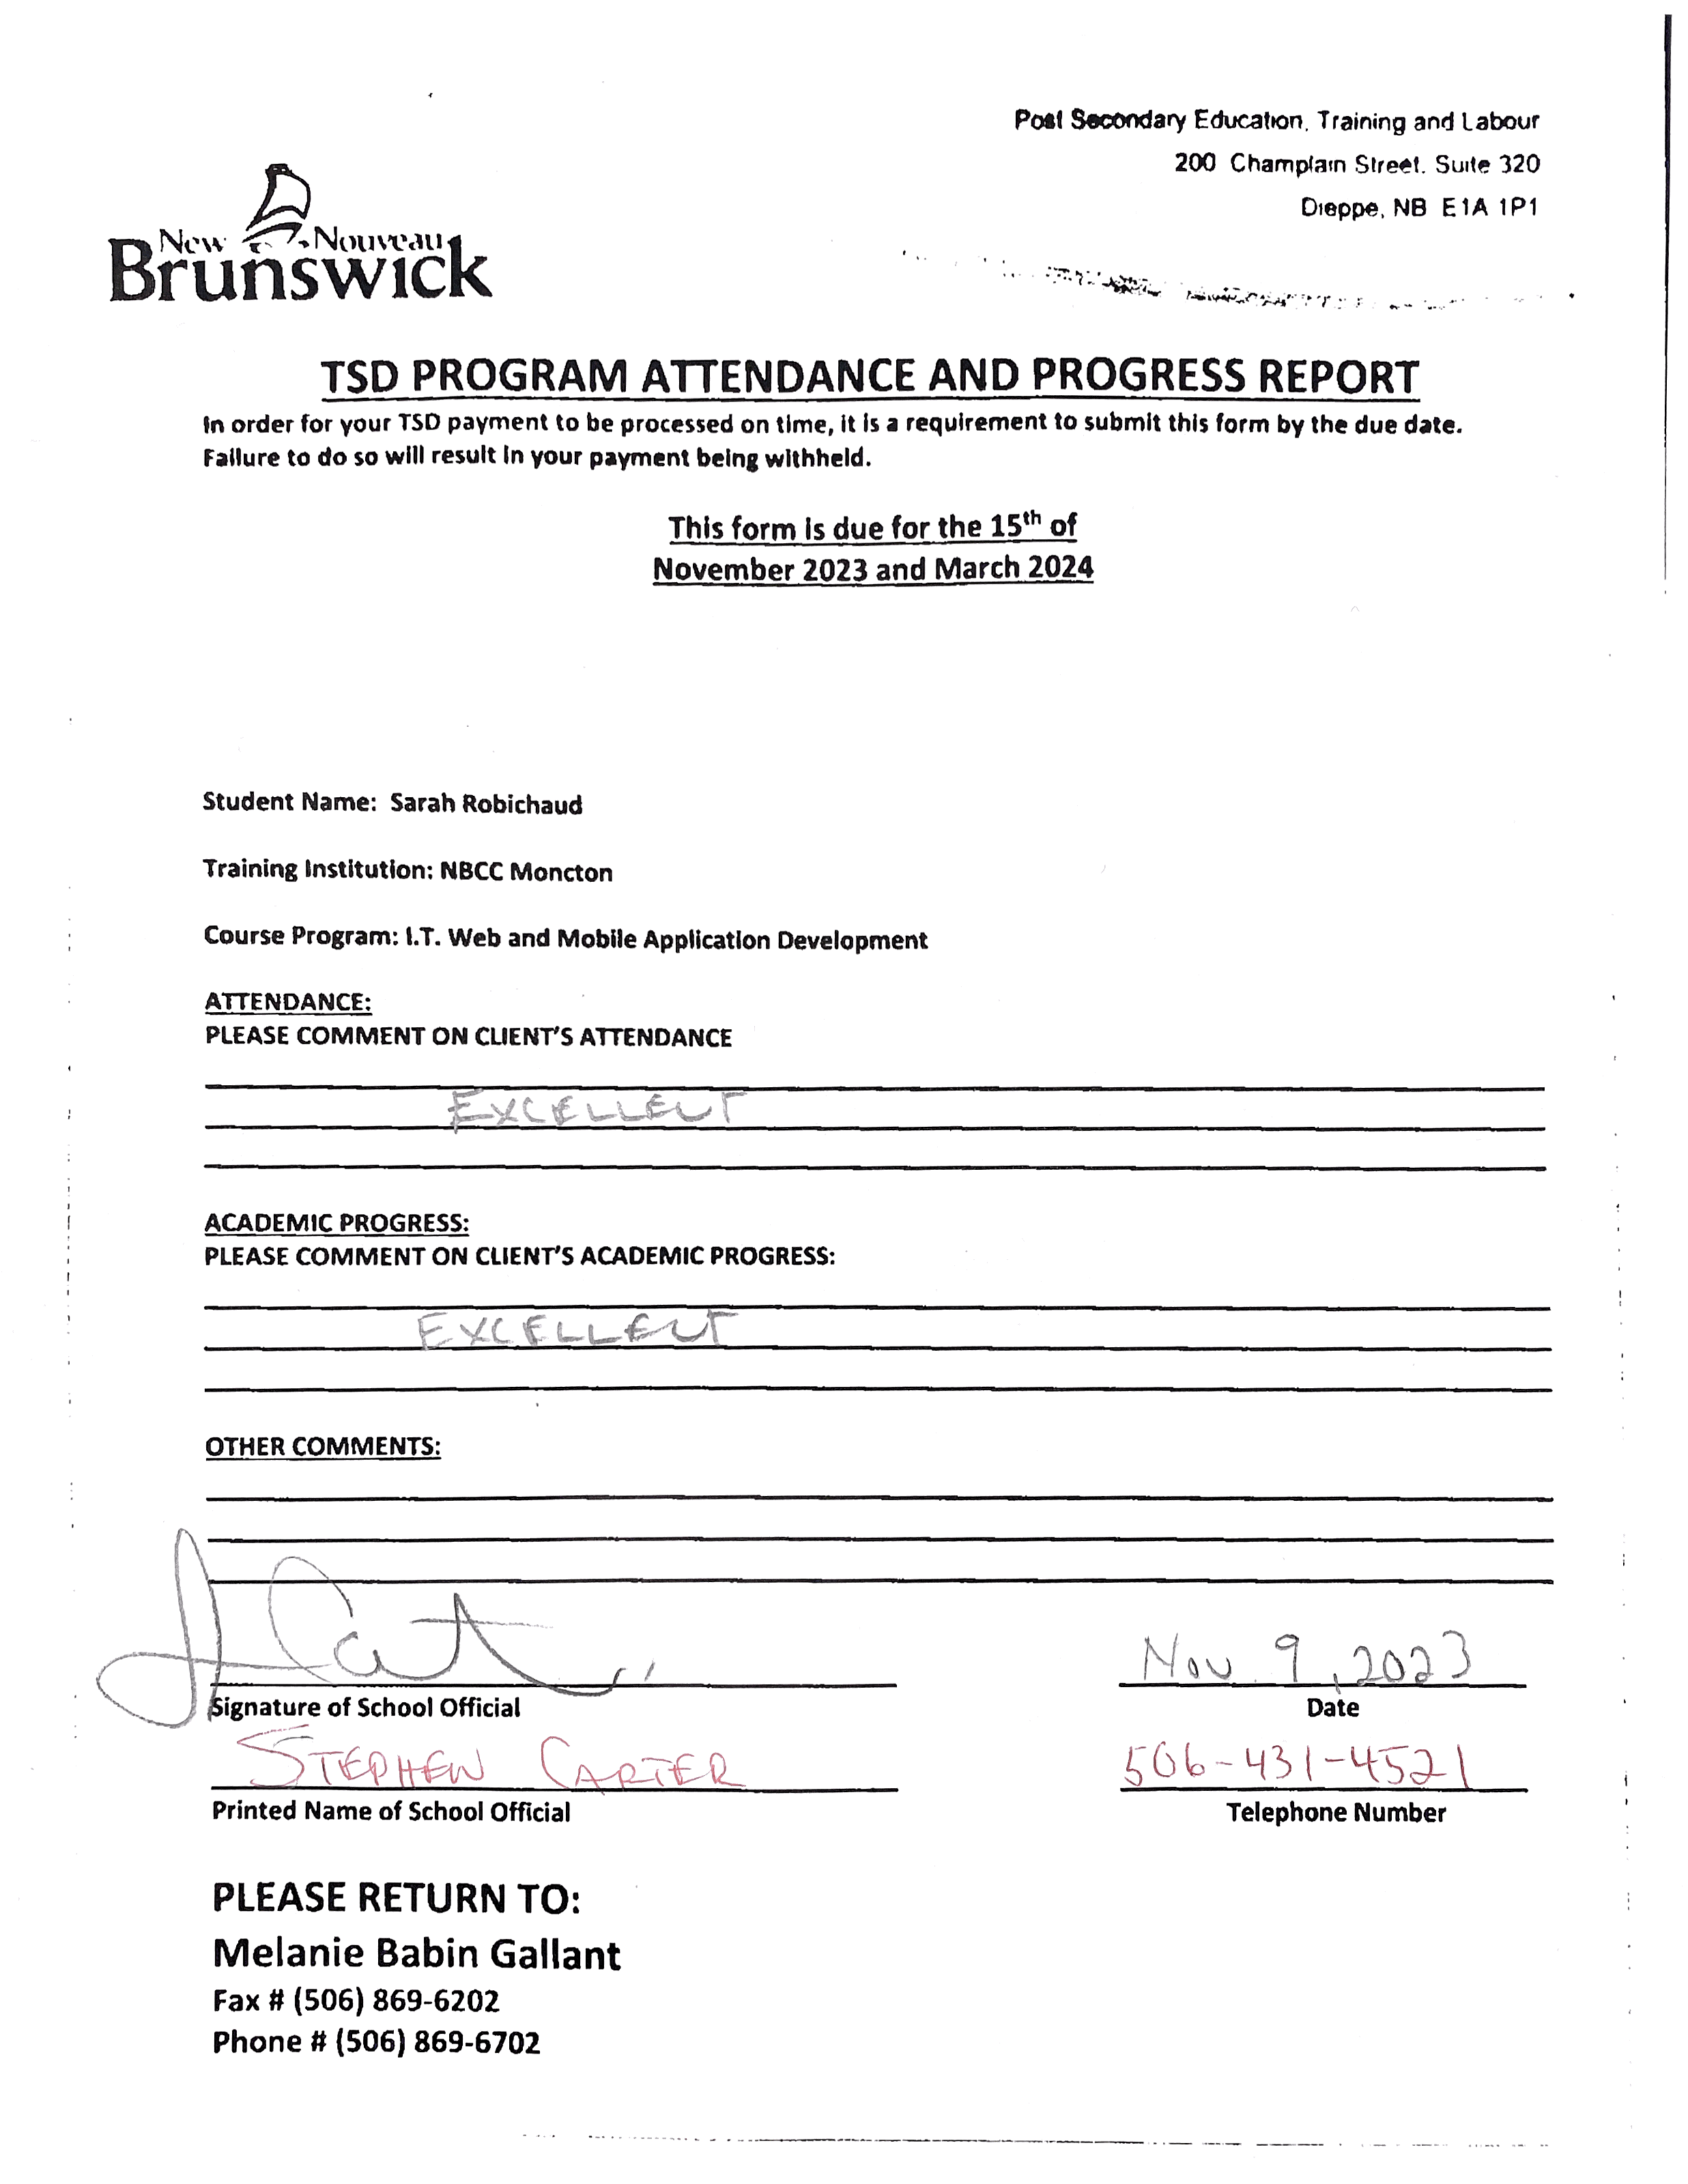 Post Secondary Education, Training and Labour
200 Champlain Street. Suite 320
Dieppe, NB E1A 1P1
New Nouveau
Brunswick
TSD PROGRAM ATTENDANCE AND PROGRESS REPORT
In order for your TSD payment to be processed on time, it is a requirement to submit this form by the due date.
Failure to do so will result in your payment being withheld.
This form is due for the 15th of
November 2023 and March 2024
Student Name: Sarah Robichaud
Training Institution: NBCC Moncton
Course Program: I.T. Web and Mobile Application Development
ATTENDANCE:
PLEASE COMMENT ON CLIENT'S ATTENDANCE
EXCELLENT
ACADEMIC PROGRESS:
PLEASE COMMENT ON CLIENT'S ACADEMIC PROGRESS:
EXCELLENT
OTHER COMMENTS:
Nov 9, 2023
Signature of School Official
Date
STEPHEN CARTER
506-431-4521
Printed Name of School Official
Telephone Number
PLEASE RETURN TO:
Melanie Babin Gallant
Fax # (506) 869-6202
Phone # (506) 869-6702